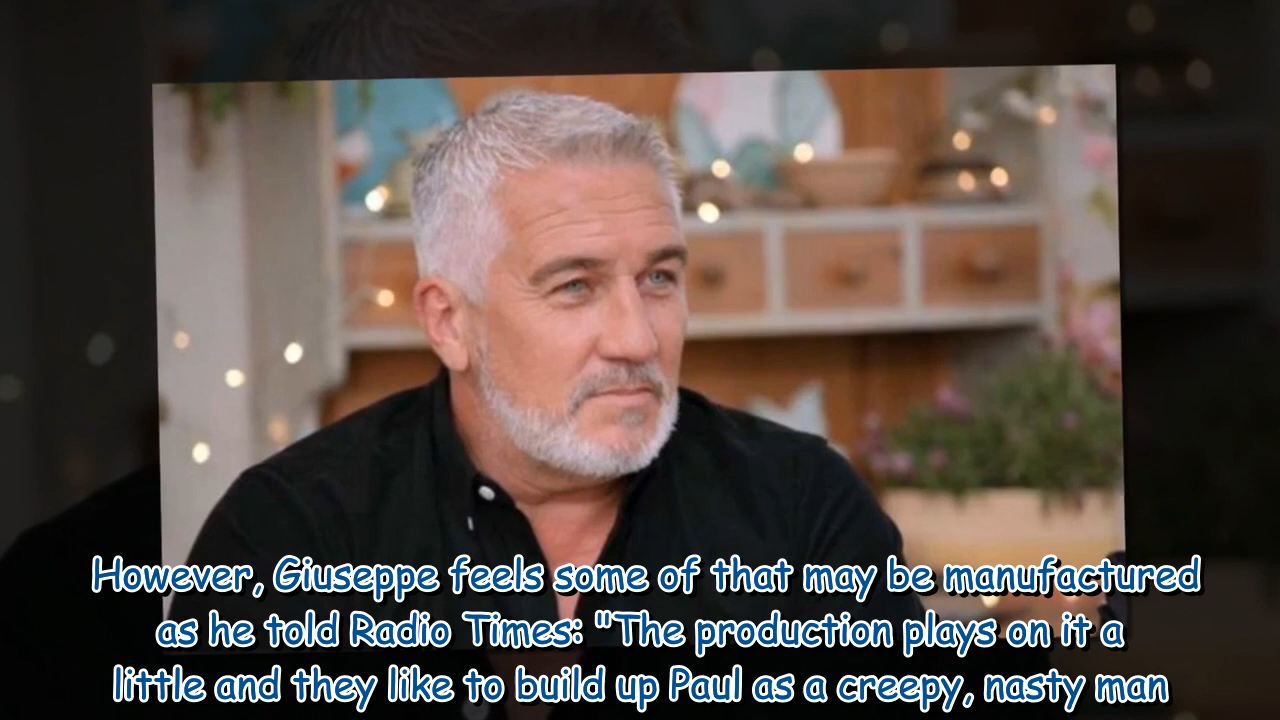 However, Giuseppe feels some of that may be manufactured
as he told Radio Times: "The production plays on it a
little and they like to build up Paul as a creepy, nasty man